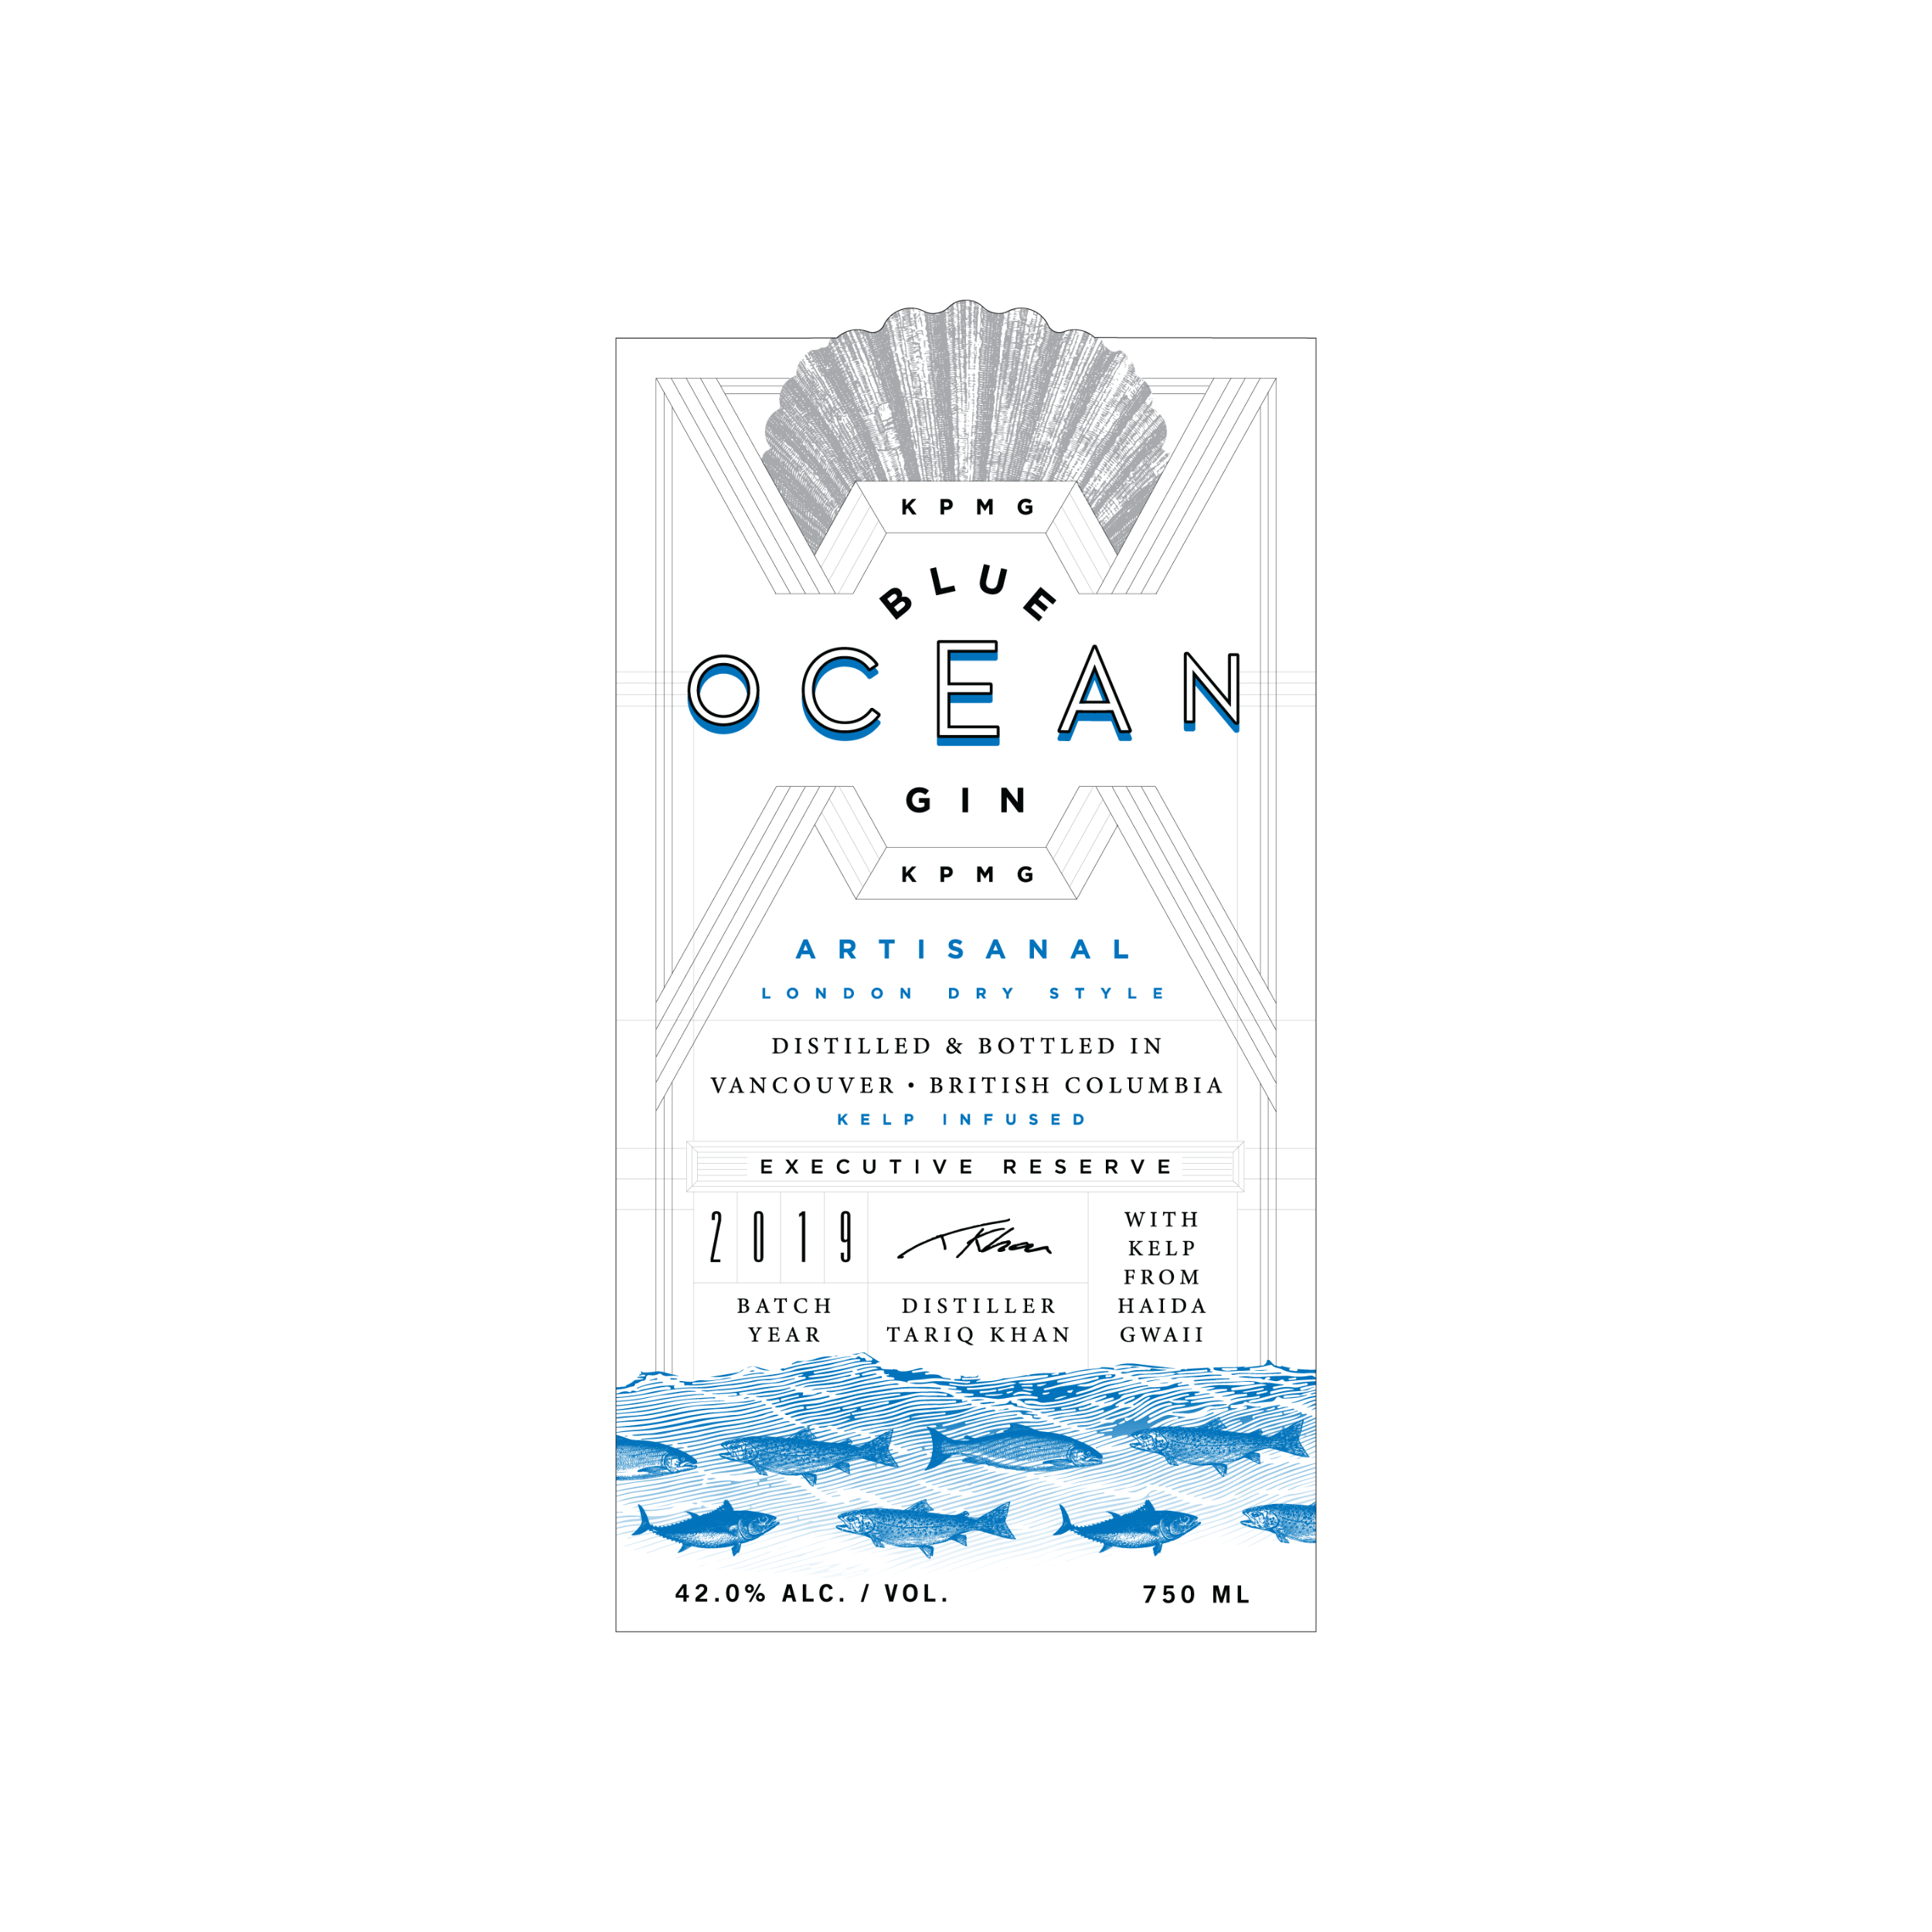 KPMG
BLUE
OCEAN
GIN
KPMG
ARTISANAL
LONDON DRY STYLE
DISTILLED & BOTTLED IN
VANCOUVER • BRITISH COLUMBIA
KELP INFUSED
EXECUTIVE RESERVE
2019
BATCH
YEAR
T Khan
DISTILLER
TARIQ KHAN
WITH
KELP
FROM
HAIDA
GWAII
42.0% ALC. / VOL.
750 ML